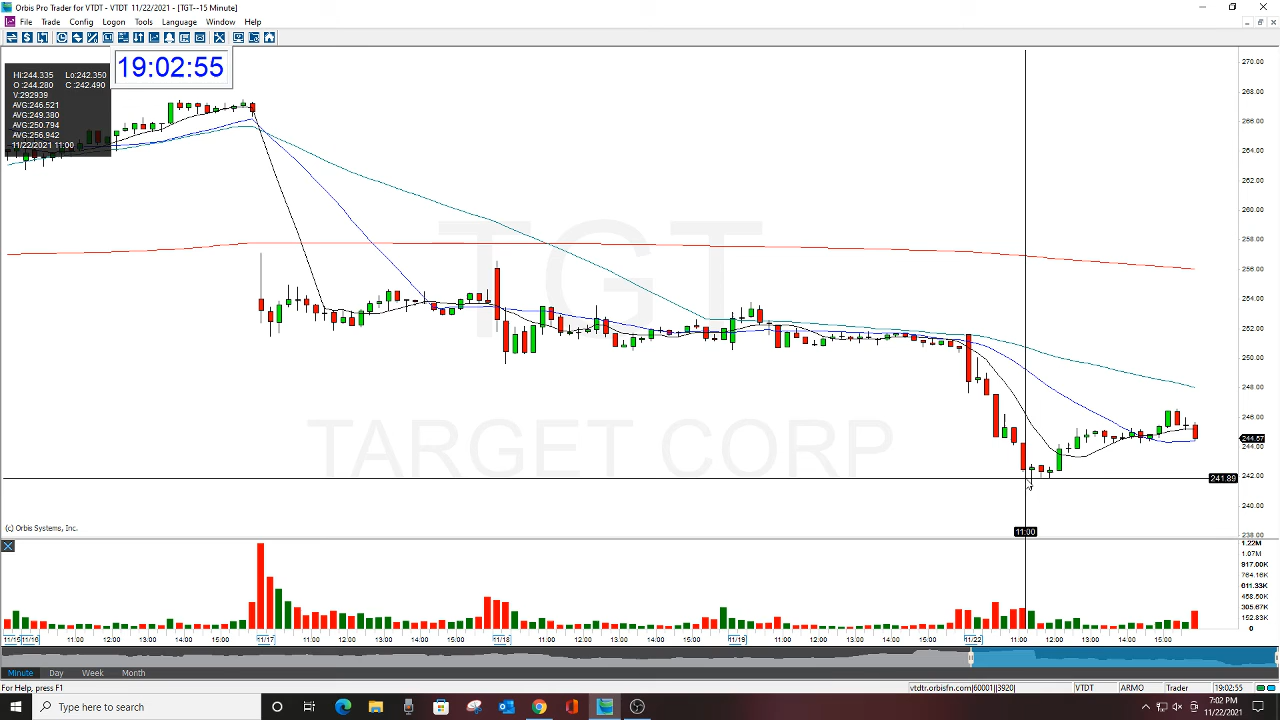 Orbis Pro Trader for VTDT - VTDT 11/22/2021 - [TGT--15 Minute]
File Trade Config Logon Tools Language Window Help
19:02:55
Hi:244.335 Lo:242.350
O :244.280 C :242.490
V:292939
AVG:246.521
AVG:249.380
AVG:250.794
AVG:256.942
11/22/2021 11:00
270.00
268.00
266.00
264.00
262.00
260.00
258.00
256.00
254.00
252.00
250.00
248.00
246.00
244.67
244.00
242.00
241.89
240.00
238.00
TGT
TARGET CORP
(c) Orbis Systems, Inc.
11:00
1.22M
1.07M
917.00K
764.16K
611.33K
458.50K
305.67K
152.83K
0
11/15 11/16 11:00 12:00 13:00 14:00 15:00 11/17 11:00 12:00 13:00 14:00 15:00 11/18 11:00 12:00 13:00 14:00 15:00 11/19 11:00 12:00 13:00 14:00 15:00 11/22 11:00 12:00 13:00 14:00 15:00
Minute Day Week Month
For Help, press F1
vtdtr.orbisfn.com|60001||3920| VTDT ARMO Trader 19:02:55
Type here to search
7:02 PM
11/22/2021